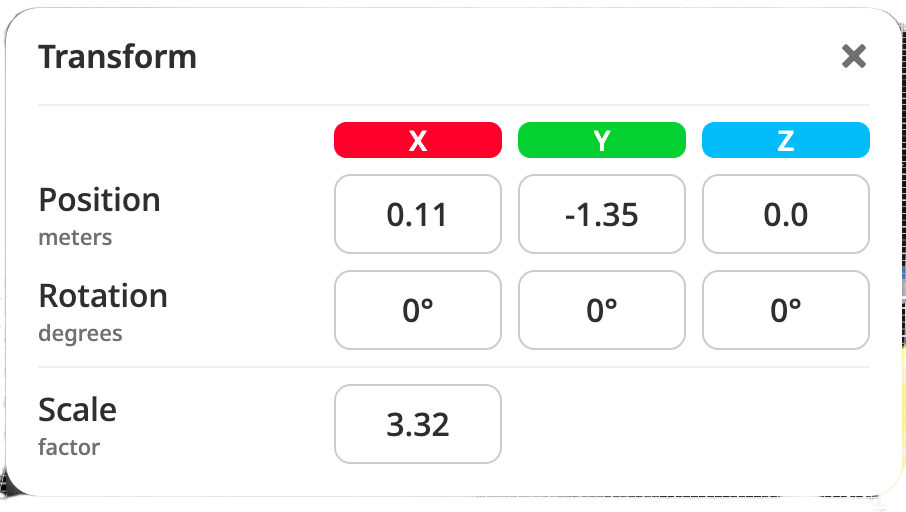 Transform
X Y Z
Position 0.11 -1.35 0.0
meters
Rotation 0° 0° 0°
degrees
Scale 3.32
factor